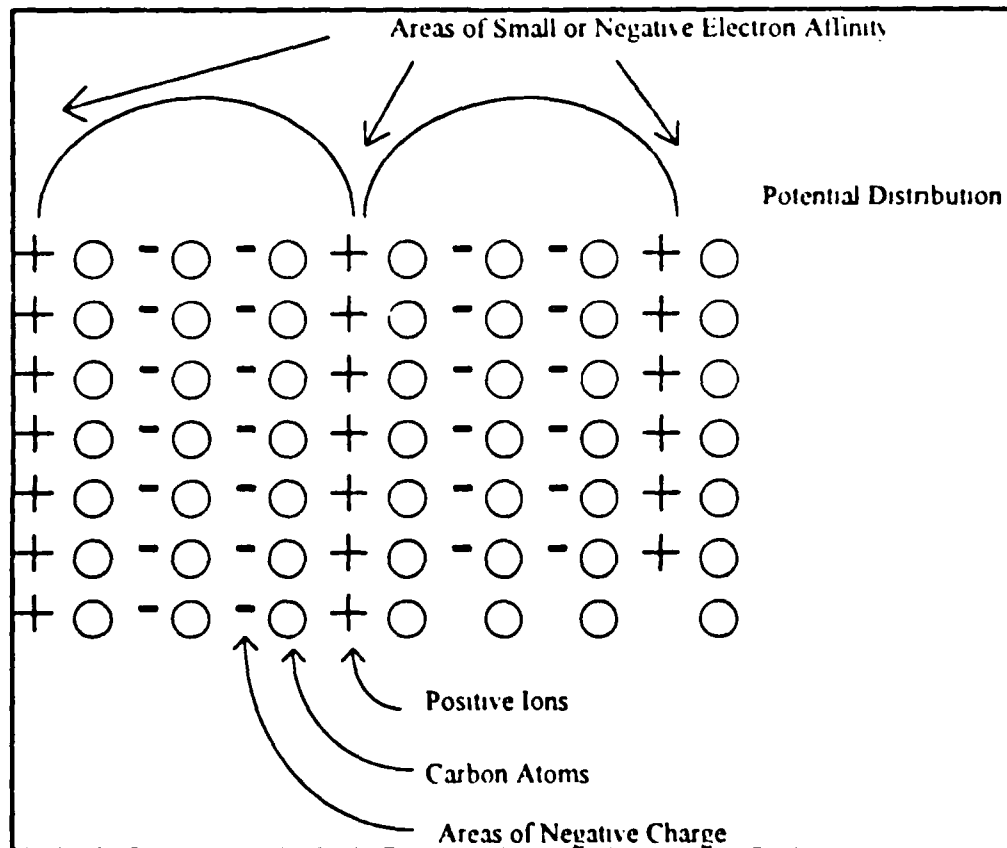 Areas of Small or Negative Electron Affinity
Potential Distribution
+ - - + - - +
+ - - + - - +
+ - - + - - +
+ - - + - - +
+ - - + - - +
+ - - + - - +
+ - - +
Positive Ions
Carbon Atoms
Areas of Negative Charge